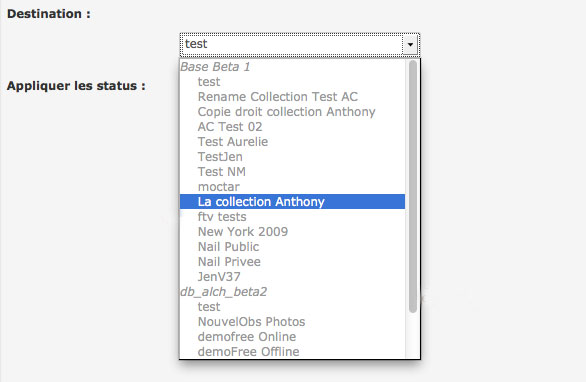 Destination :
test
Base Beta 1
test
Rename Collection Test AC
Copie droit collection Anthony
AC Test 02
Test Aurelie
TestJen
Test NM
moctar
La collection Anthony
ftv tests
New York 2009
Nail Public
Nail Privee
JenV37
db_alch_beta2
test
NouvelObs Photos
demofree Online
demoFree Offline
Appliquer les status :